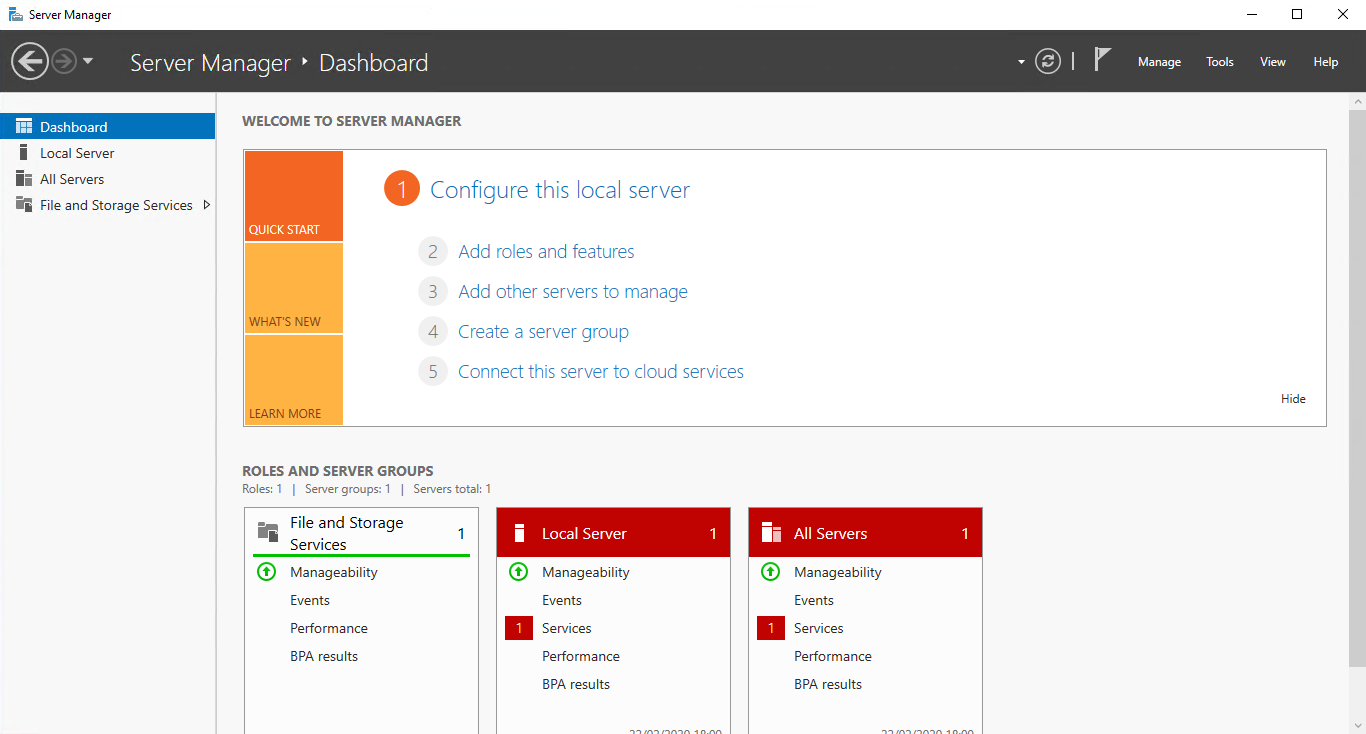 Server Manager
Server Manager ‣ Dashboard
Manage
Tools
View
Help
Dashboard
Local Server
All Servers
File and Storage Services
WELCOME TO SERVER MANAGER
QUICK START
WHAT'S NEW
LEARN MORE
1 Configure this local server
2 Add roles and features
3 Add other servers to manage
4 Create a server group
5 Connect this server to cloud services
Hide
ROLES AND SERVER GROUPS
Roles: 1 | Server groups: 1 | Servers total: 1
File and Storage
Services
1
Manageability
Events
Performance
BPA results
Local Server 1
Manageability
Events
1 Services
Performance
BPA results
All Servers 1
Manageability
Events
1 Services
Performance
BPA results